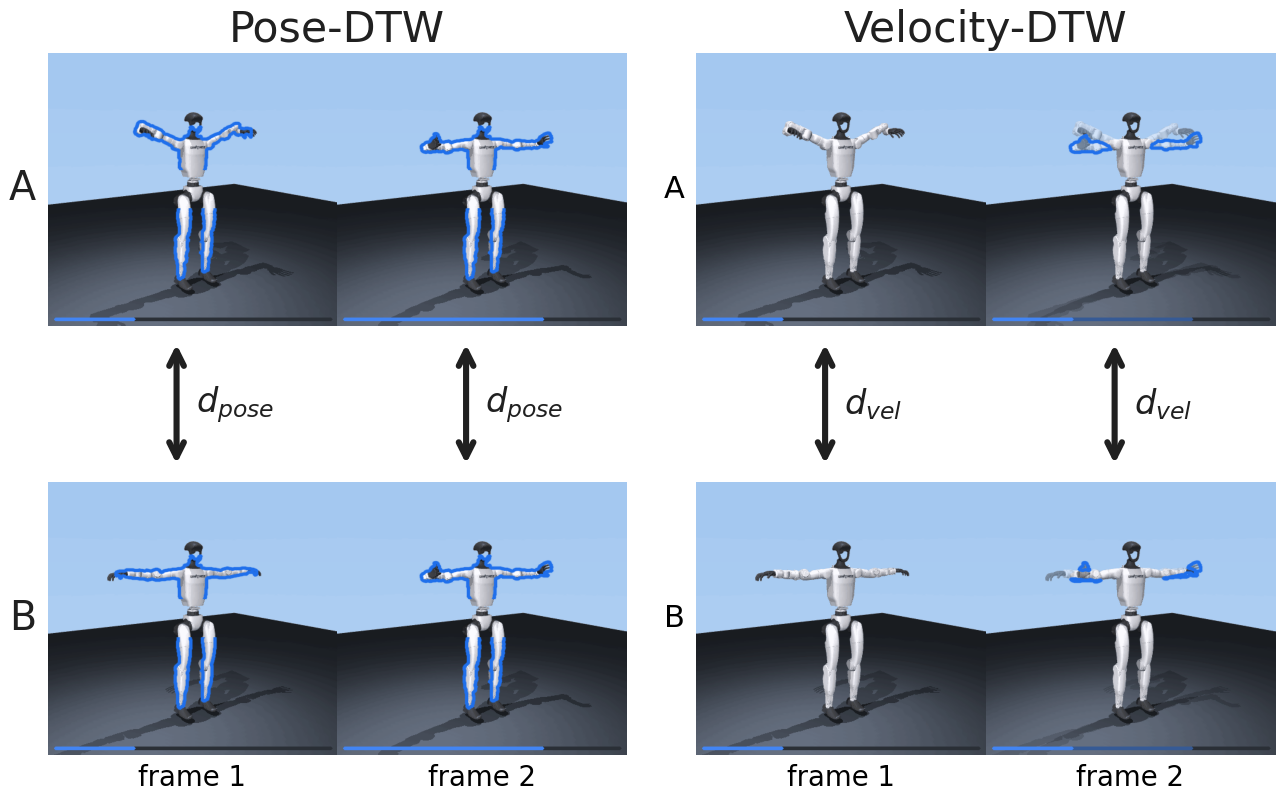 Pose-DTW
Velocity-DTW
A
A
d_pose
d_pose
d_vel
d_vel
B
B
frame 1
frame 2
frame 1
frame 2